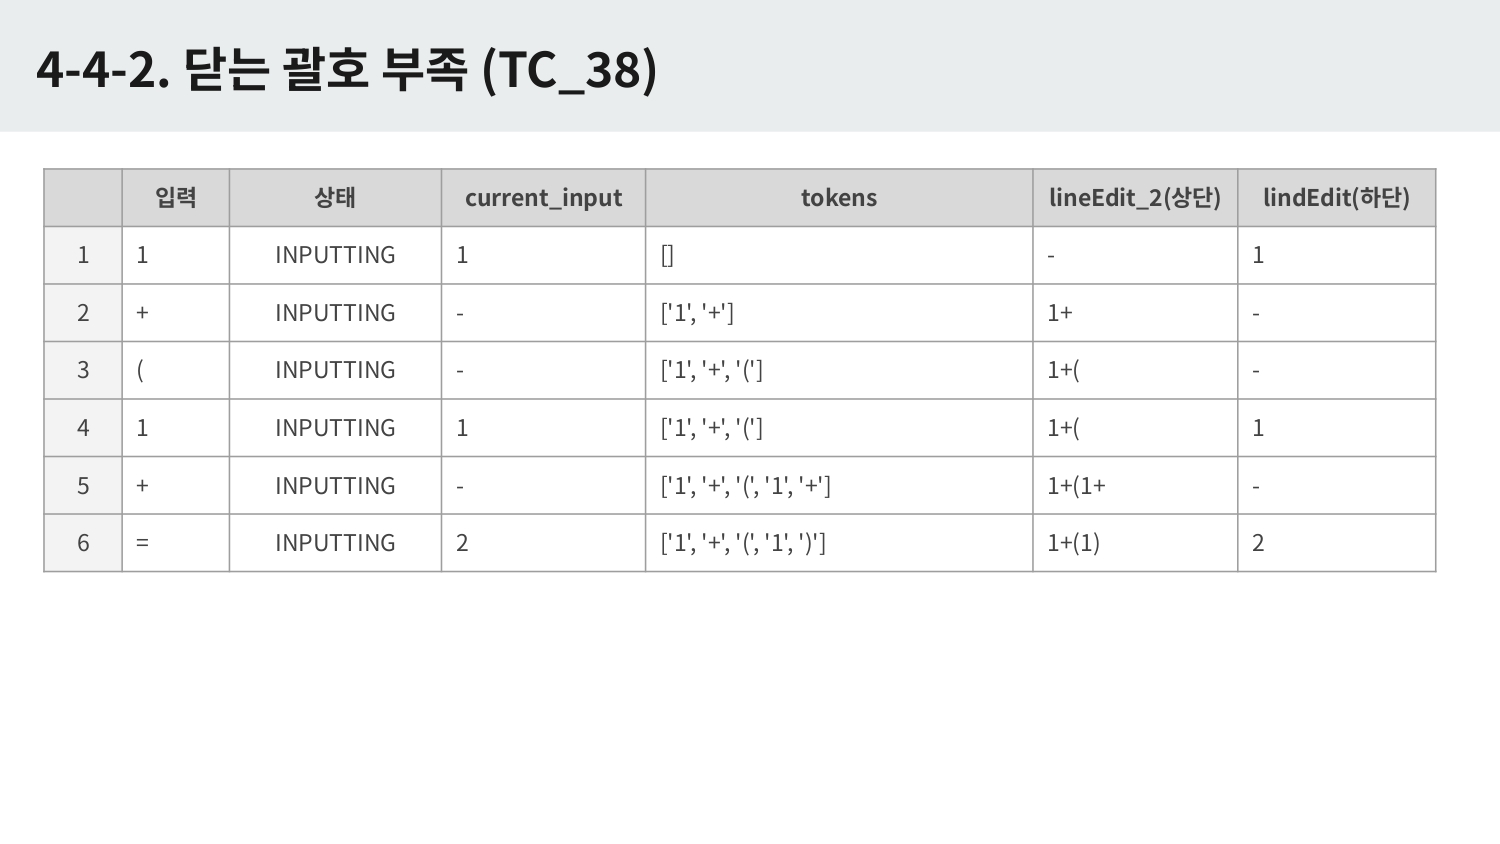 4-4-2. 닫는 괄호 부족 (TC_38)
입력 상태 current_input tokens lineEdit_2(상단) lindEdit(하단)
1 1 INPUTTING 1 [] - 1
2 + INPUTTING - ['1', '+'] 1+ -
3 ( INPUTTING - ['1', '+', '('] 1+( -
4 1 INPUTTING 1 ['1', '+', '('] 1+( 1
5 + INPUTTING - ['1', '+', '(', '1', '+'] 1+(1+ -
6 = INPUTTING 2 ['1', '+', '(', '1', ')'] 1+(1) 2